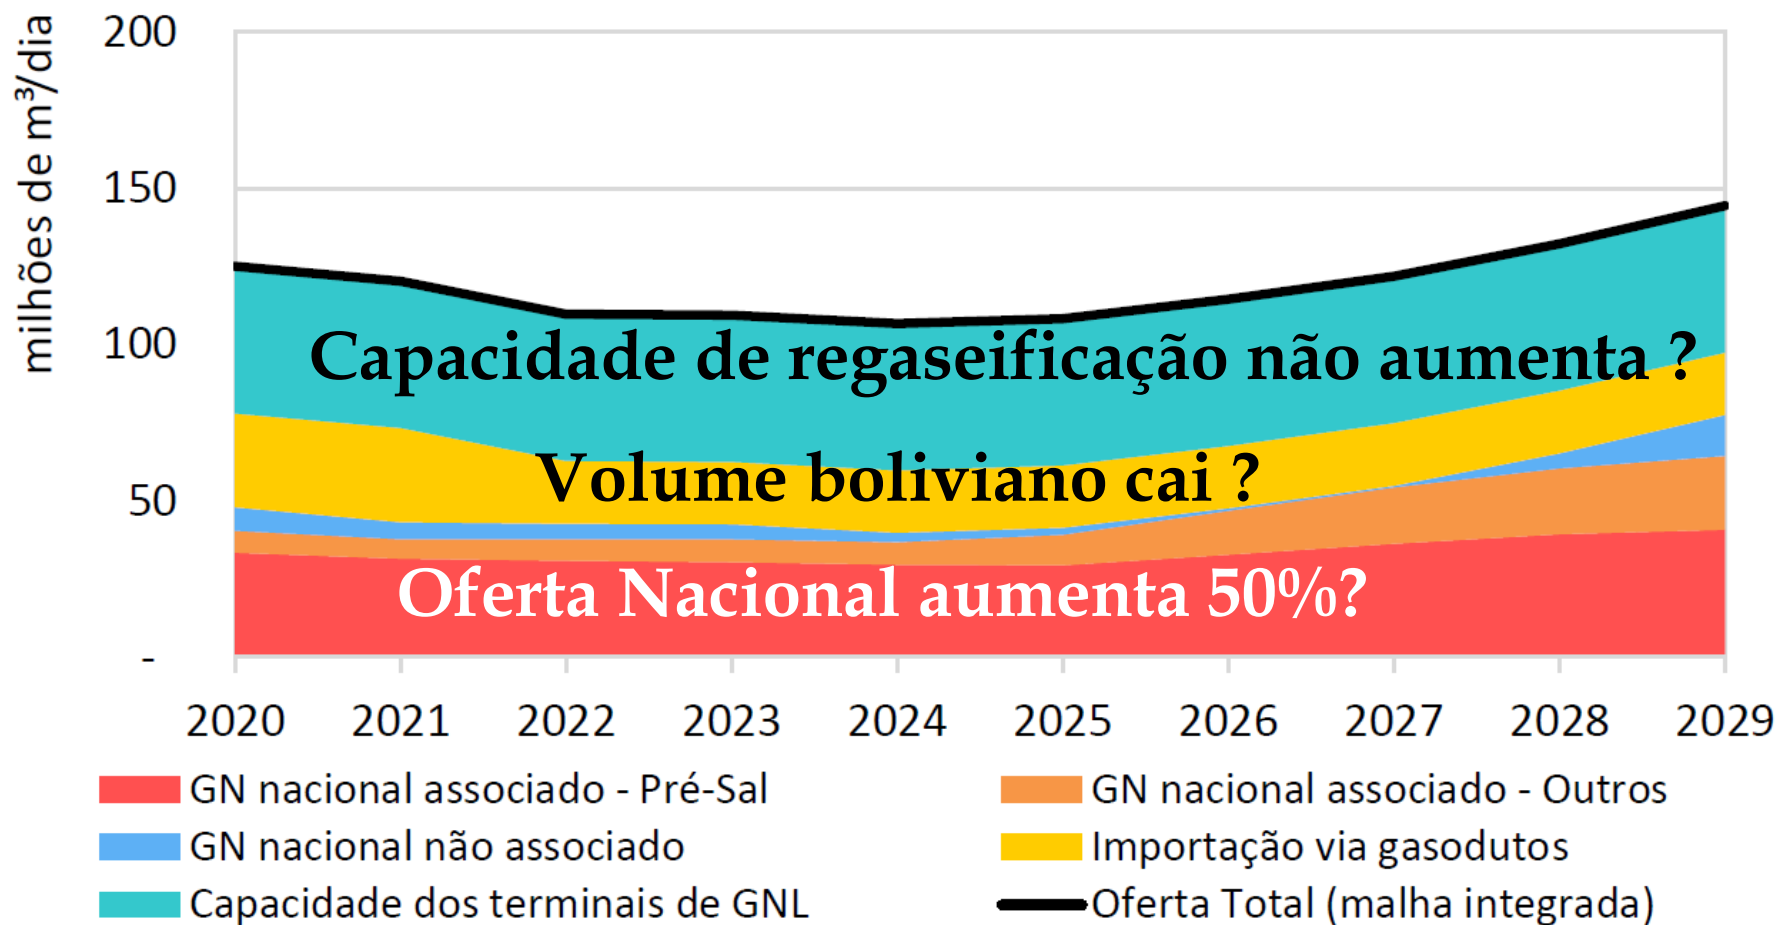 milhões de m³/dia
200
150
100
50
-
Capacidade de regaseificação não aumenta ?
Volume boliviano cai ?
Oferta Nacional aumenta 50%?
2020 2021 2022 2023 2024 2025 2026 2027 2028 2029
GN nacional associado - Pré-Sal
GN nacional associado - Outros
GN nacional não associado
Importação via gasodutos
Capacidade dos terminais de GNL
Oferta Total (malha integrada)